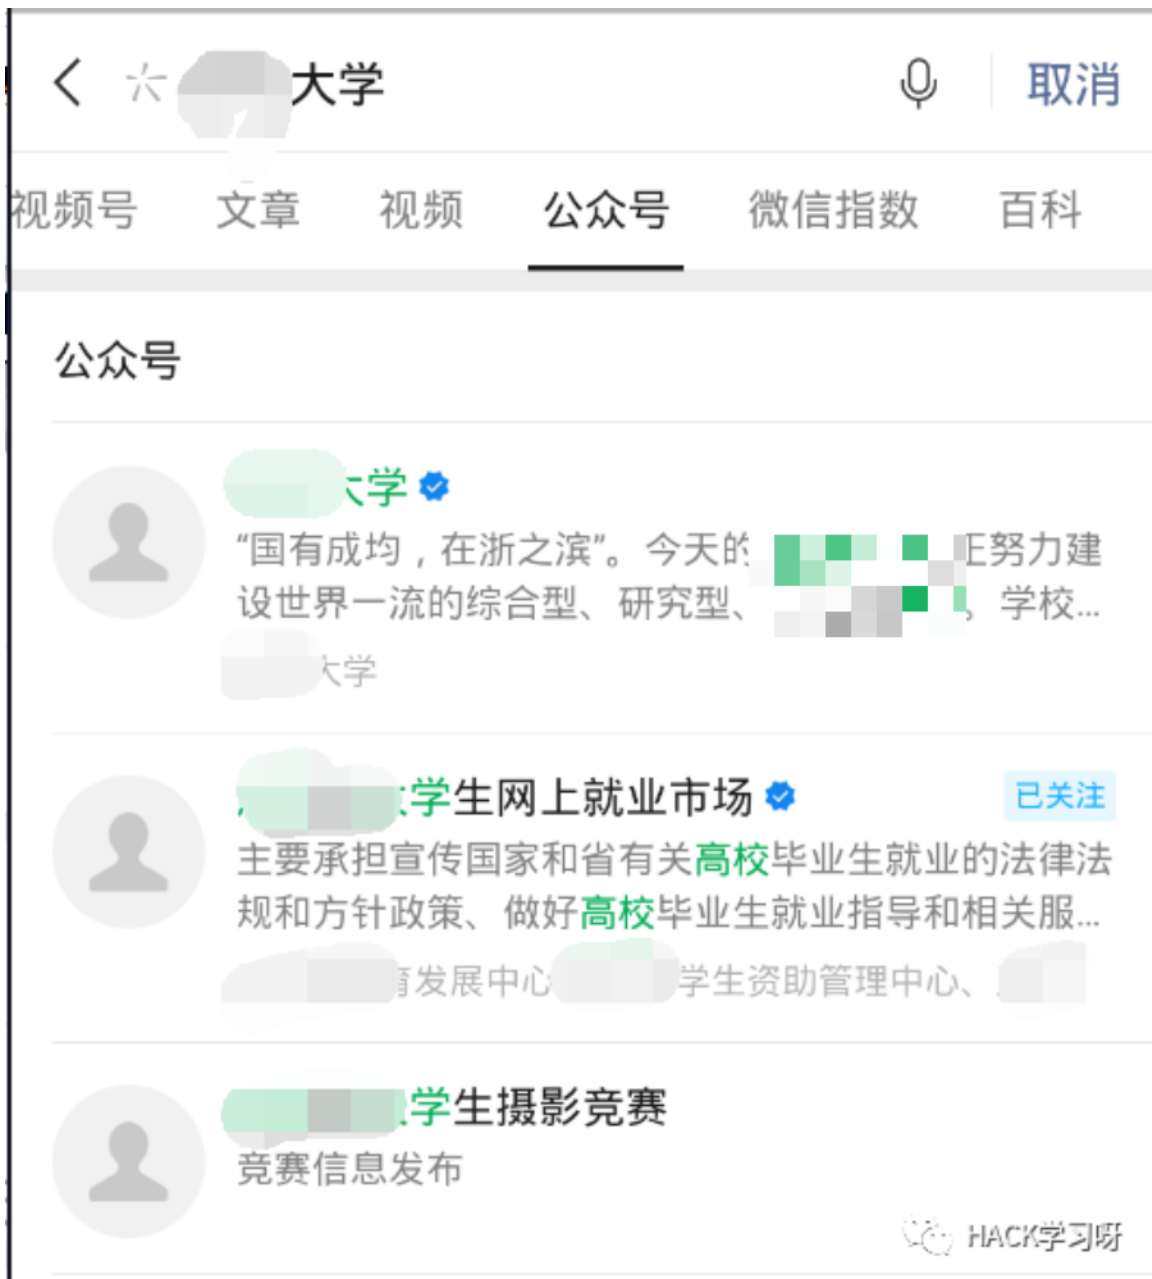 大学 取消
视频号 文章 视频 公众号 微信指数 百科
公众号
大学
“国有成均，在浙之滨”。今天的 正努力建
设世界一流的综合型、研究型、 。学校...
大学
学生网上就业市场 已关注
主要承担宣传国家和省有关高校毕业生就业的法律法
规和方针政策、做好高校毕业生就业指导和相关服...
育发展中心 学生资助管理中心、
学生摄影竞赛
竞赛信息发布
HACK学习呀